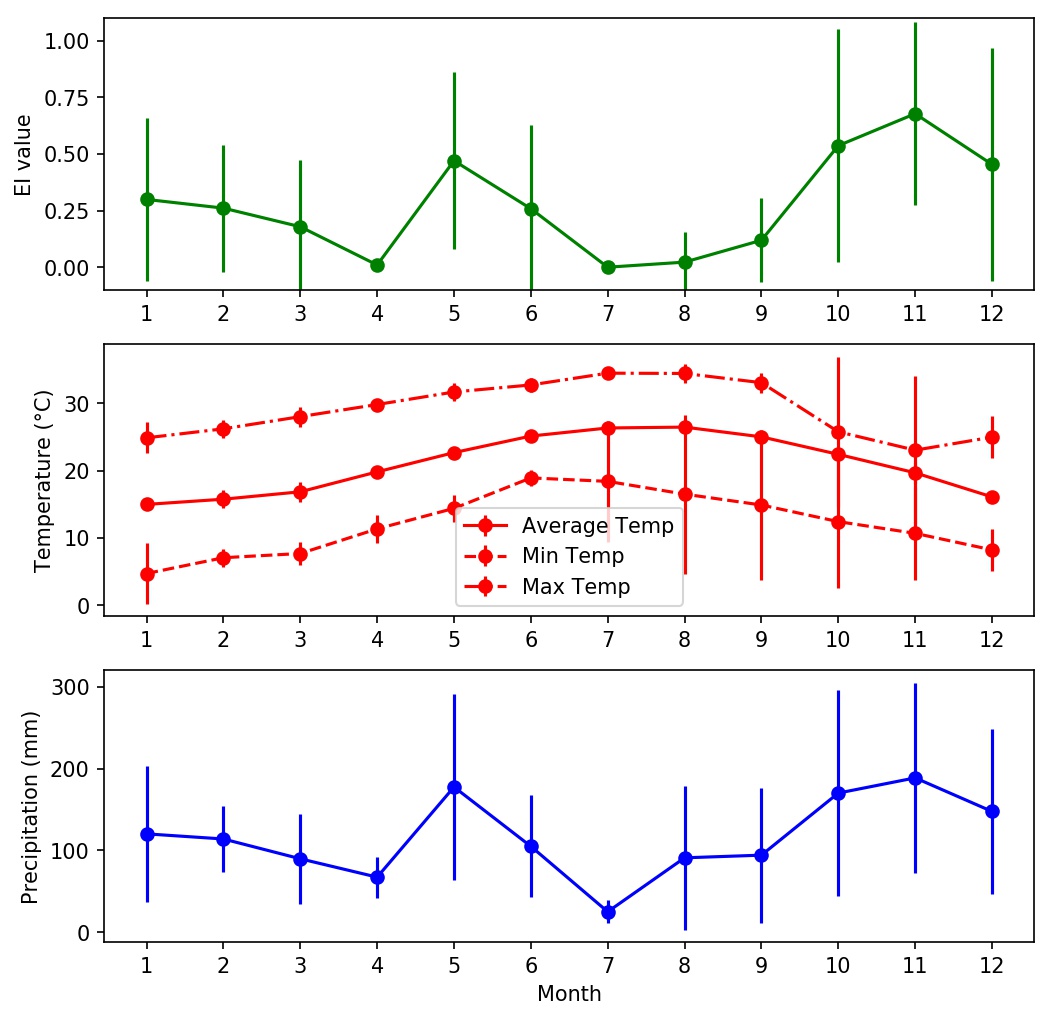 EI value
1.00
0.75
0.50
0.25
0.00
1 2 3 4 5 6 7 8 9 10 11 12
Temperature (°C)
30
20
10
0
Average Temp
Min Temp
Max Temp
1 2 3 4 5 6 7 8 9 10 11 12
Precipitation (mm)
300
200
100
0
1 2 3 4 5 6 7 8 9 10 11 12
Month